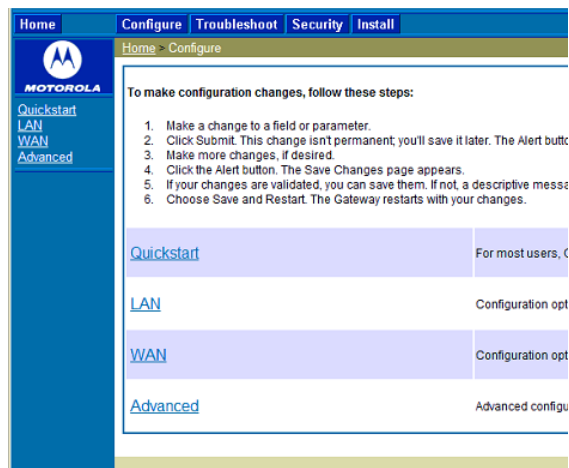 Home
Configure Troubleshoot Security Install
Home > Configure
MOTOROLA
Quickstart
LAN
WAN
Advanced
To make configuration changes, follow these steps:
1. Make a change to a field or parameter.
2. Click Submit. This change isn't permanent; you'll save it later. The Alert butto
3. Make more changes, if desired.
4. Click the Alert button. The Save Changes page appears.
5. If your changes are validated, you can save them. If not, a descriptive messa
6. Choose Save and Restart. The Gateway restarts with your changes.
Quickstart For most users,
LAN Configuration opt
WAN Configuration opt
Advanced Advanced configu